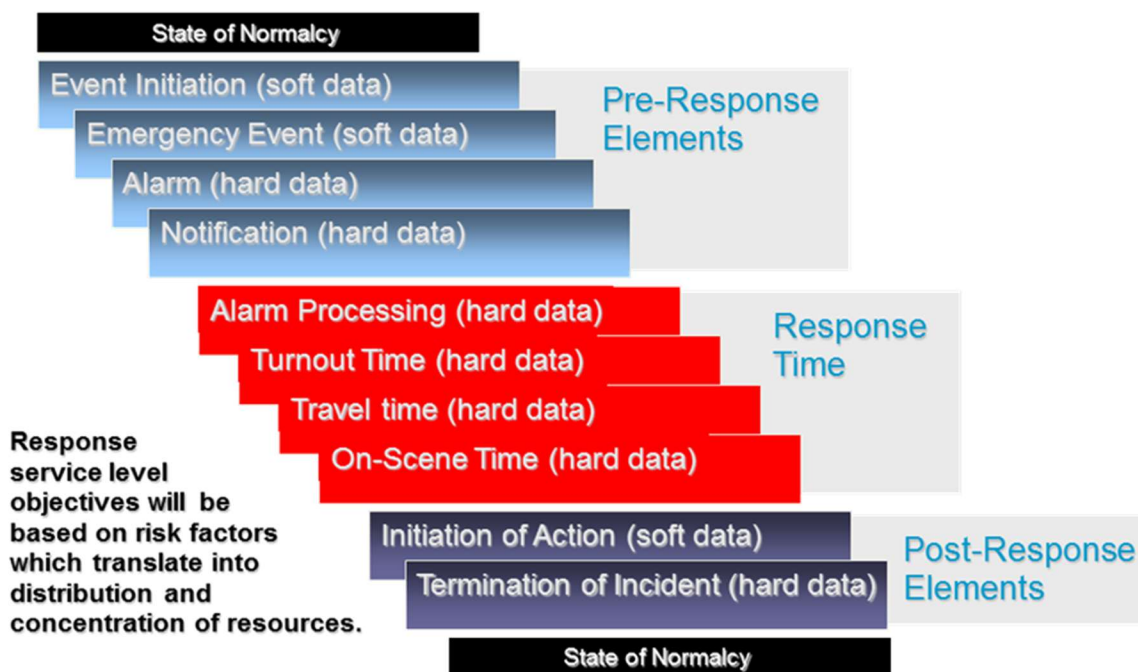 State of Normalcy
Event Initiation (soft data)
Emergency Event (soft data)
Alarm (hard data)
Notification (hard data)
Pre-Response
Elements
Alarm Processing (hard data)
Turnout Time (hard data)
Travel time (hard data)
On-Scene Time (hard data)
Response
Time
Response
service level
objectives will be
based on risk factors
which translate into
distribution and
concentration of resources.
Initiation of Action (soft data)
Termination of Incident (hard data)
Post-Response
Elements
State of Normalcy